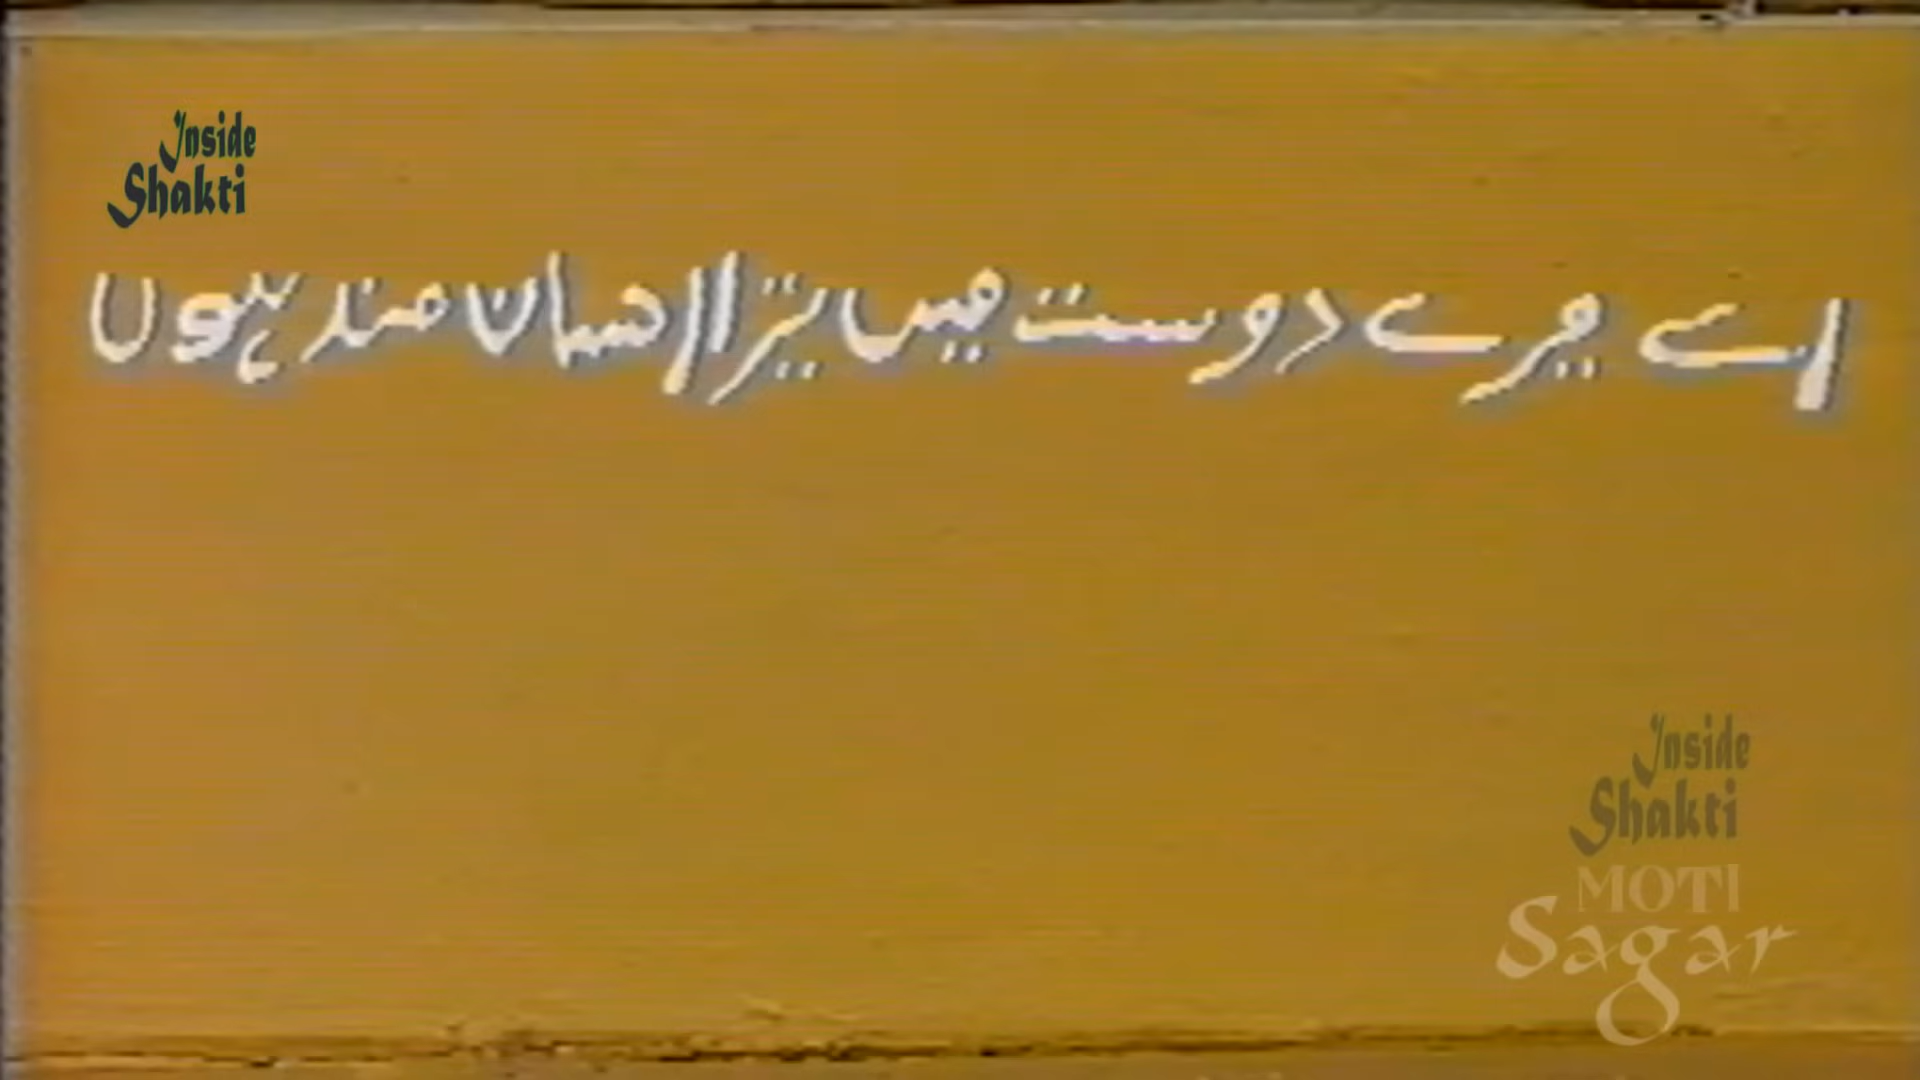 Inside
Shakti
اے میرے دوست میں تیرا احسان مند ہوں
Inside
Shakti
MOTI
Sagar